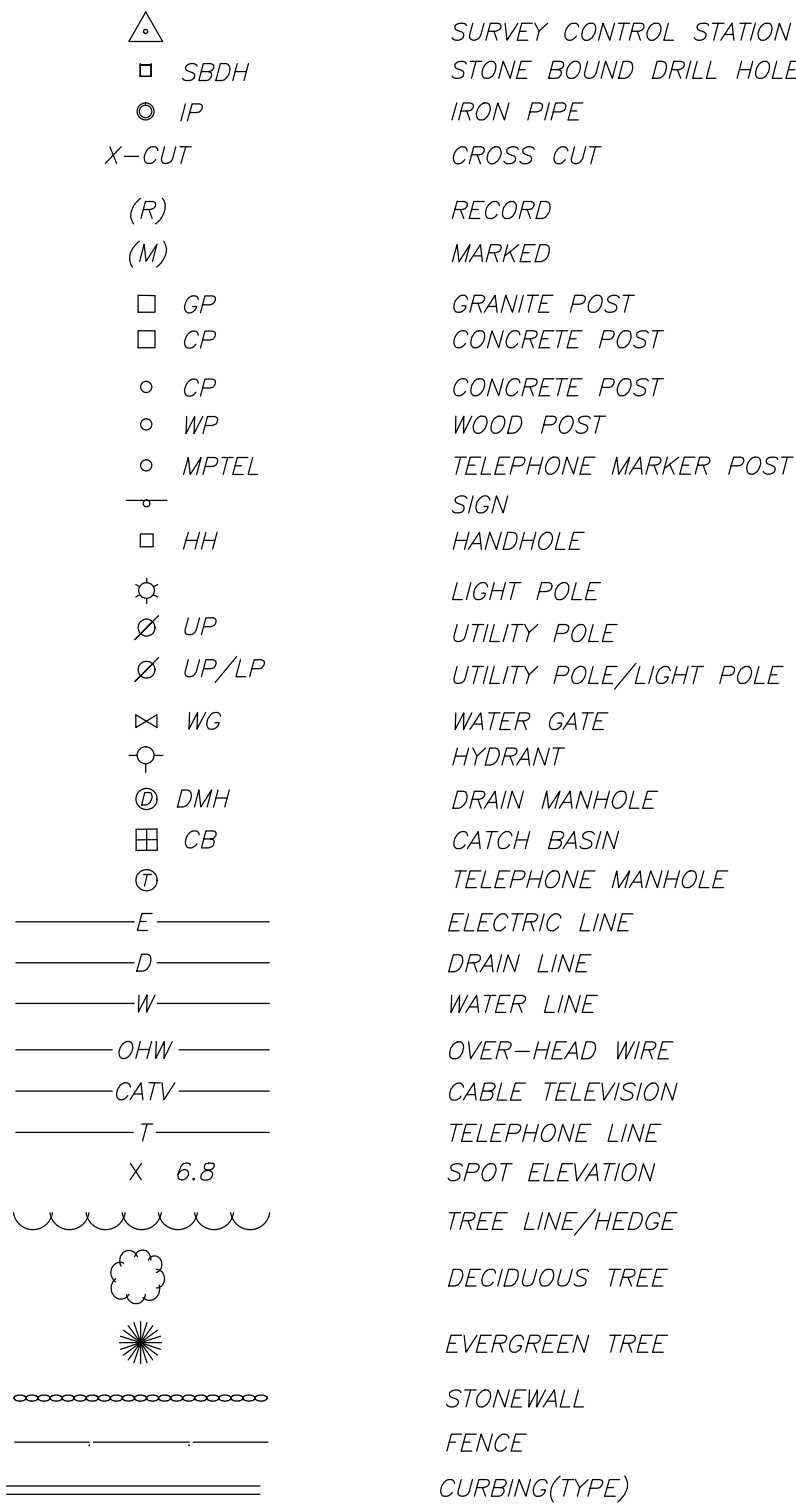 SURVEY CONTROL STATION
SBDH STONE BOUND DRILL HOLE
IP IRON PIPE
X-CUT CROSS CUT
(R) RECORD
(M) MARKED
GP GRANITE POST
CP CONCRETE POST
CP CONCRETE POST
WP WOOD POST
MPTEL TELEPHONE MARKER POST
SIGN
HH HANDHOLE
LIGHT POLE
UP UTILITY POLE
UP/LP UTILITY POLE/LIGHT POLE
WG WATER GATE
HYDRANT
D DMH DRAIN MANHOLE
CB CATCH BASIN
T TELEPHONE MANHOLE
E ELECTRIC LINE
D DRAIN LINE
W WATER LINE
OHW OVER-HEAD WIRE
CATV CABLE TELEVISION
T TELEPHONE LINE
X 6.8 SPOT ELEVATION
TREE LINE/HEDGE
DECIDUOUS TREE
EVERGREEN TREE
STONEWALL
FENCE
CURBING(TYPE)